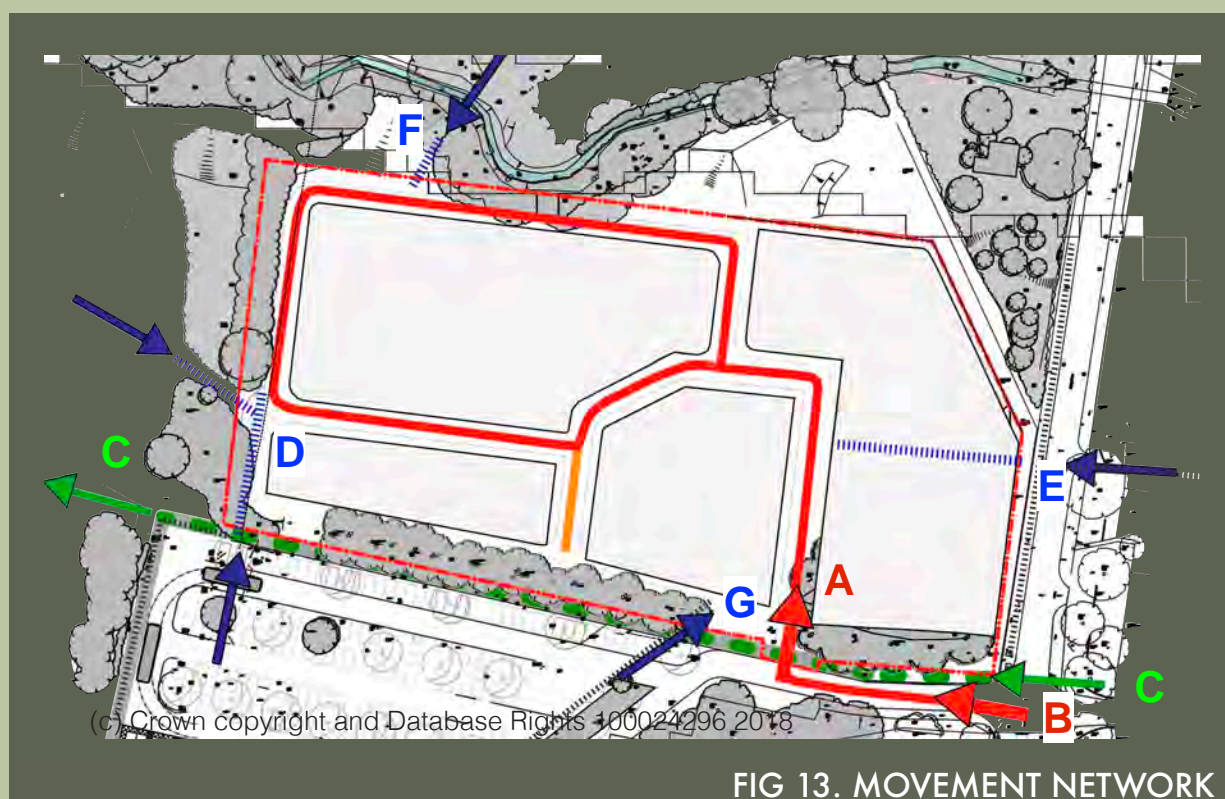 F
C
D
E
A
G
C
B
(c) Crown copyright and Database Rights 100024296 2018
FIG 13. MOVEMENT NETWORK